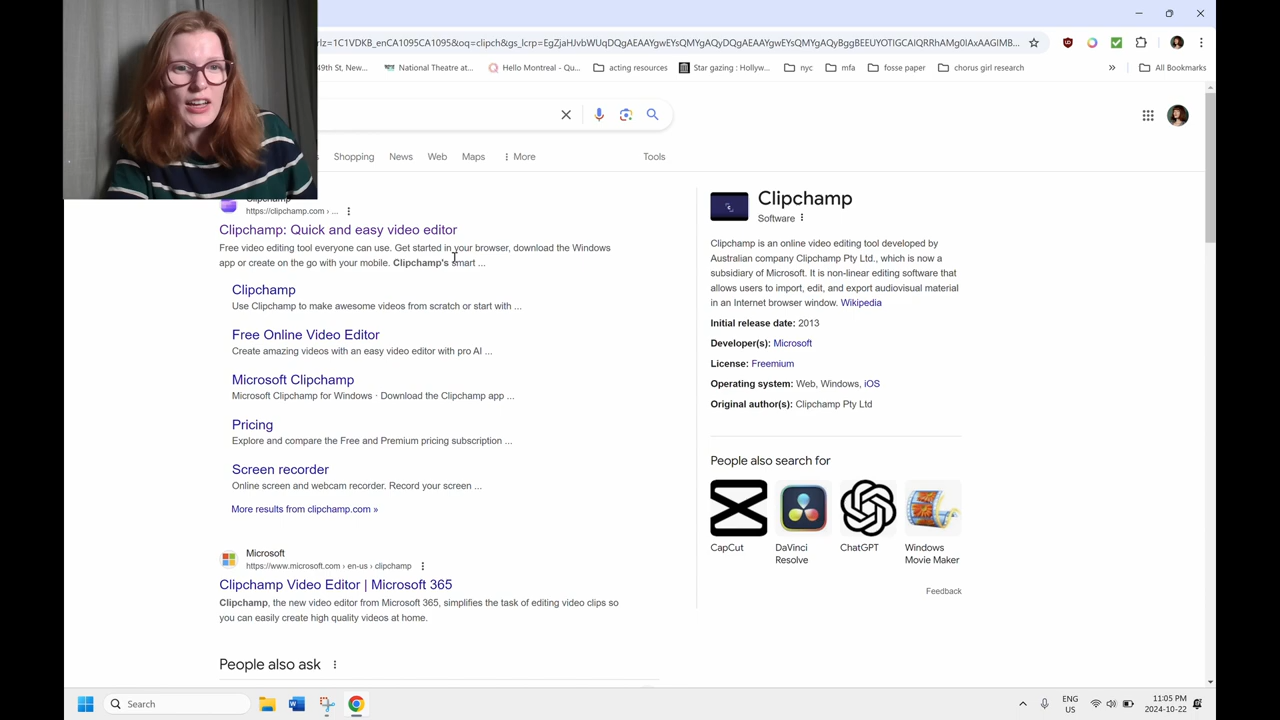 rlz=1C1VDKB_enCA1095CA1095&oq=clipch&gs_lcrp=EgZjaHJvbWUqDQgAEAAYgwEYsQMYgAQyDQgAEAAYgwEYsQMYgAQyBggBEEUYOTIGCAIQRRhAMg0IAxAAGIMB...
49th St, New...
National Theatre at...
Hello Montreal - Qu...
acting resources
Star gazing : Hollyw...
nyc
mfa
fosse paper
chorus girl research
»
All Bookmarks
Shopping
News
Web
Maps
More
Tools
Clipchamp
https://clipchamp.com › ...
Clipchamp: Quick and easy video editor
Free video editing tool everyone can use. Get started in your browser, download the Windows
app or create on the go with your mobile. Clipchamp's smart ...
Clipchamp
Use Clipchamp to make awesome videos from scratch or start with ...
Free Online Video Editor
Create amazing videos with an easy video editor with pro AI ...
Microsoft Clipchamp
Microsoft Clipchamp for Windows · Download the Clipchamp app ...
Pricing
Explore and compare the Free and Premium pricing subscription ...
Screen recorder
Online screen and webcam recorder. Record your screen ...
More results from clipchamp.com »
Microsoft
https://www.microsoft.com › en-us › clipchamp
Clipchamp Video Editor | Microsoft 365
Clipchamp, the new video editor from Microsoft 365, simplifies the task of editing video clips so
you can easily create high quality videos at home.
People also ask
Clipchamp
Software
Clipchamp is an online video editing tool developed by
Australian company Clipchamp Pty Ltd., which is now a
subsidiary of Microsoft. It is non-linear editing software that
allows users to import, edit, and export audiovisual material
in an Internet browser window. Wikipedia
Initial release date: 2013
Developer(s): Microsoft
License: Freemium
Operating system: Web, Windows, iOS
Original author(s): Clipchamp Pty Ltd
People also search for
CapCut
DaVinci
Resolve
ChatGPT
Windows
Movie Maker
Feedback
Search
ENG
US
11:05 PM
2024-10-22